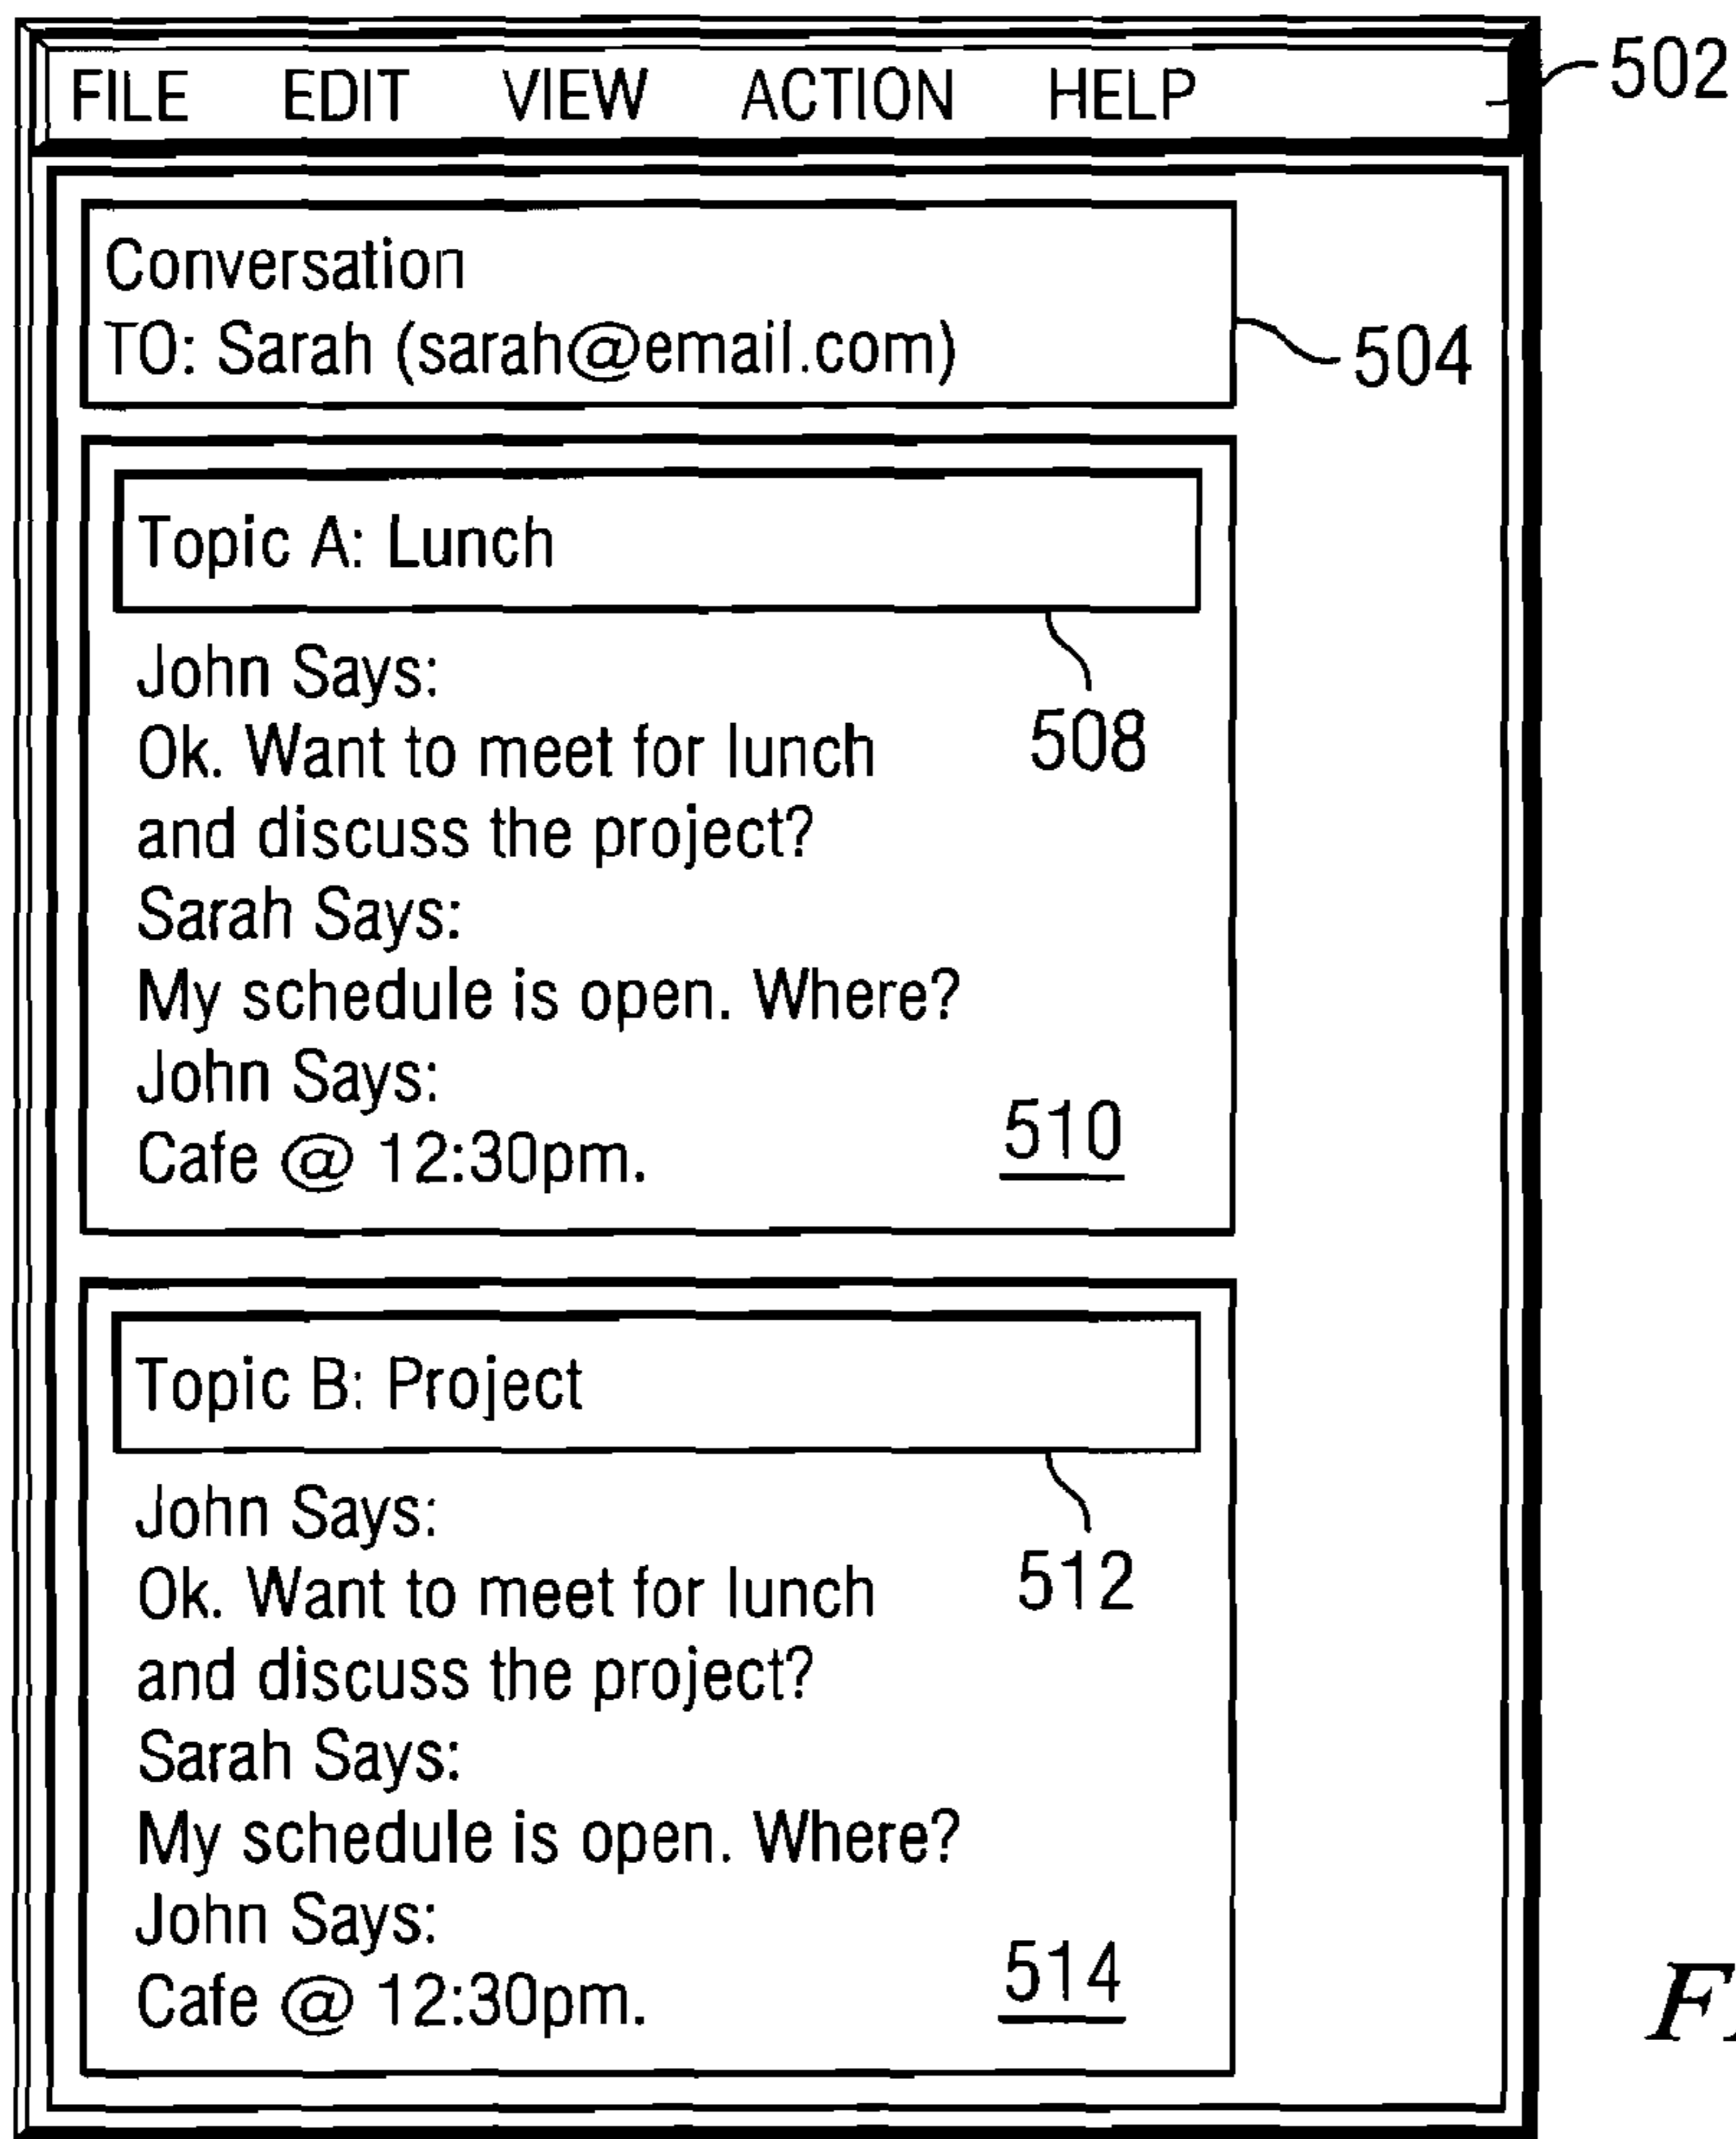 FILE EDIT VIEW ACTION HELP
502
Conversation
TO: Sarah (sarah@email.com)
504
Topic A: Lunch
508
John Says:
Ok. Want to meet for lunch
and discuss the project?
Sarah Says:
My schedule is open. Where?
John Says:
Cafe @ 12:30pm.
510
Topic B: Project
512
John Says:
Ok. Want to meet for lunch
and discuss the project?
Sarah Says:
My schedule is open. Where?
John Says:
Cafe @ 12:30pm.
514